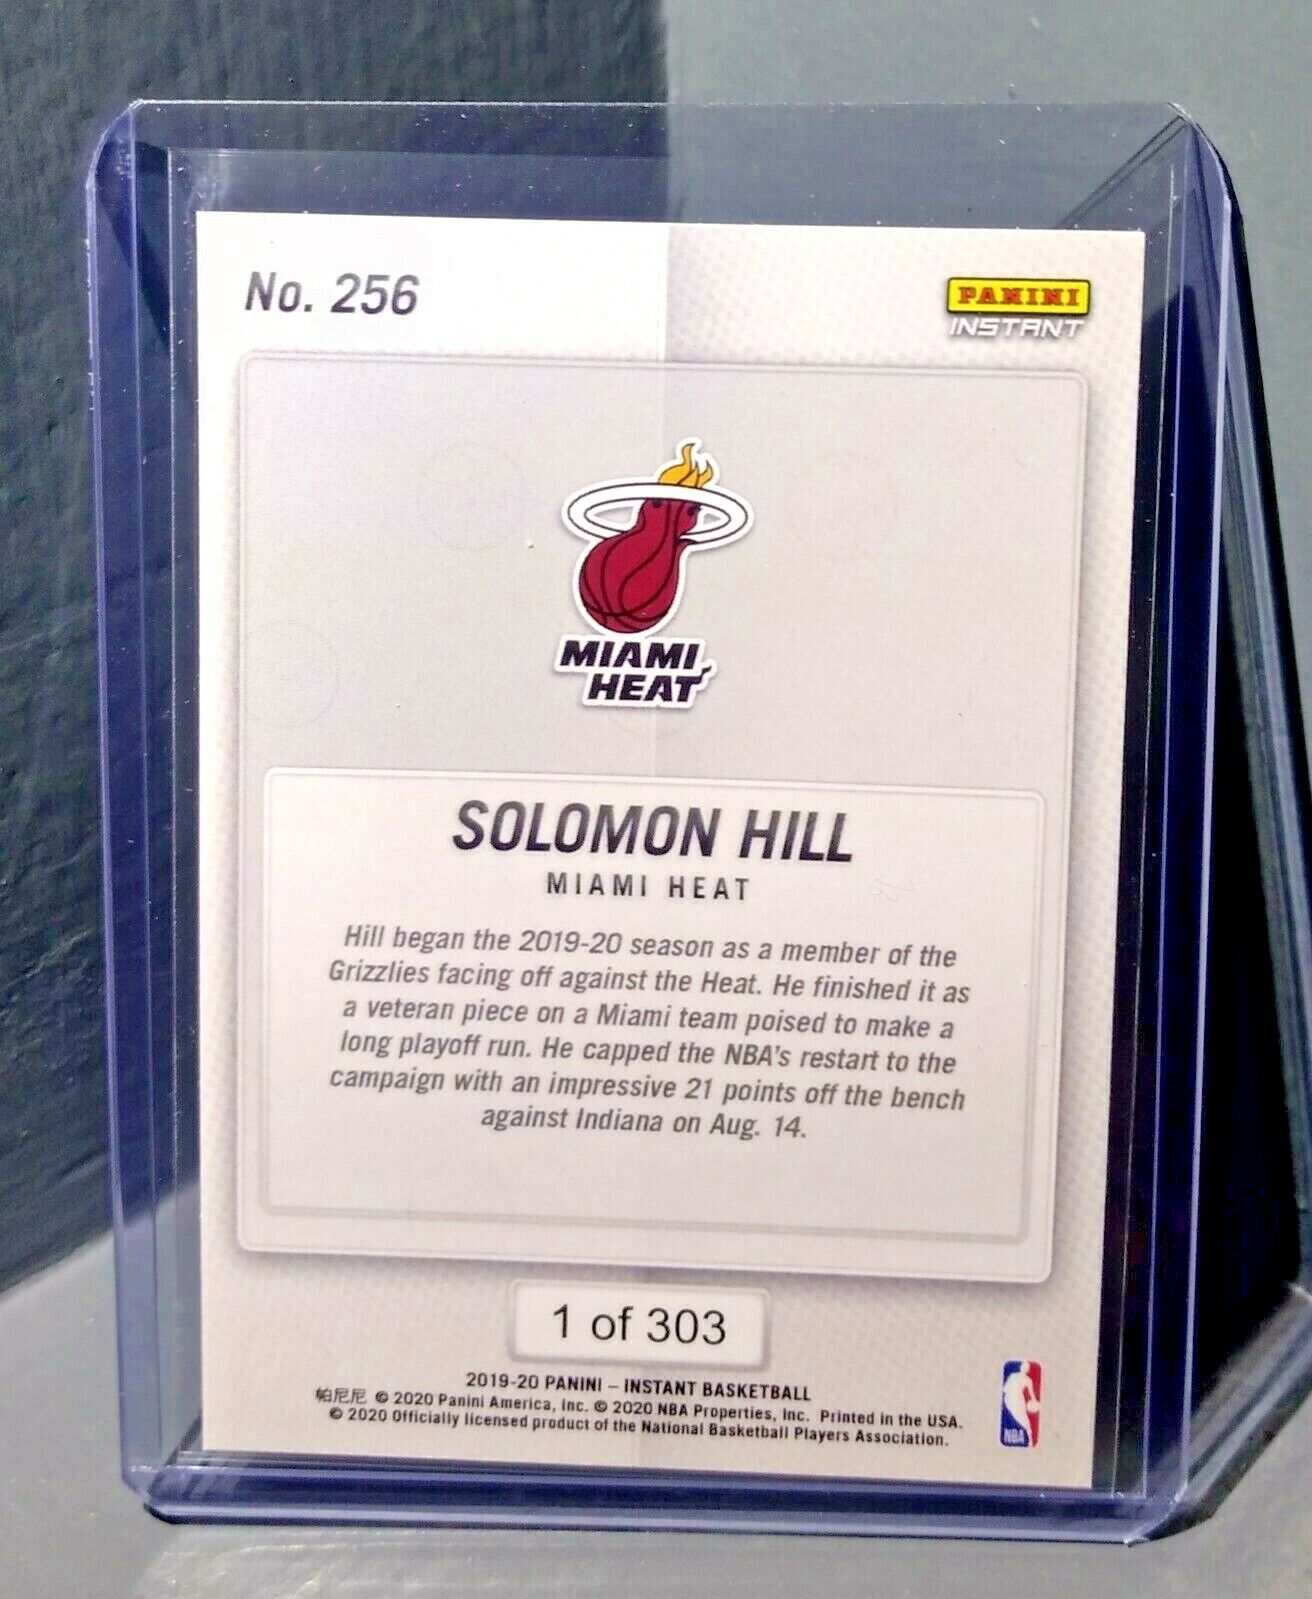 No. 256
PANINI
INSTANT
MIAMI
HEAT
SOLOMON HILL
MIAMI HEAT
Hill began the 2019-20 season as a member of the
Grizzlies facing off against the Heat. He finished it as
a veteran piece on a Miami team poised to make a
long playoff run. He capped the NBA's restart to the
campaign with an impressive 21 points off the bench
against Indiana on Aug. 14.
1 of 303
2019-20 PANINI – INSTANT BASKETBALL
帕尼尼 © 2020 Panini America, Inc. © 2020 NBA Properties, Inc. Printed in the USA.
© 2020 Officially licensed product of the National Basketball Players Association.
NBA